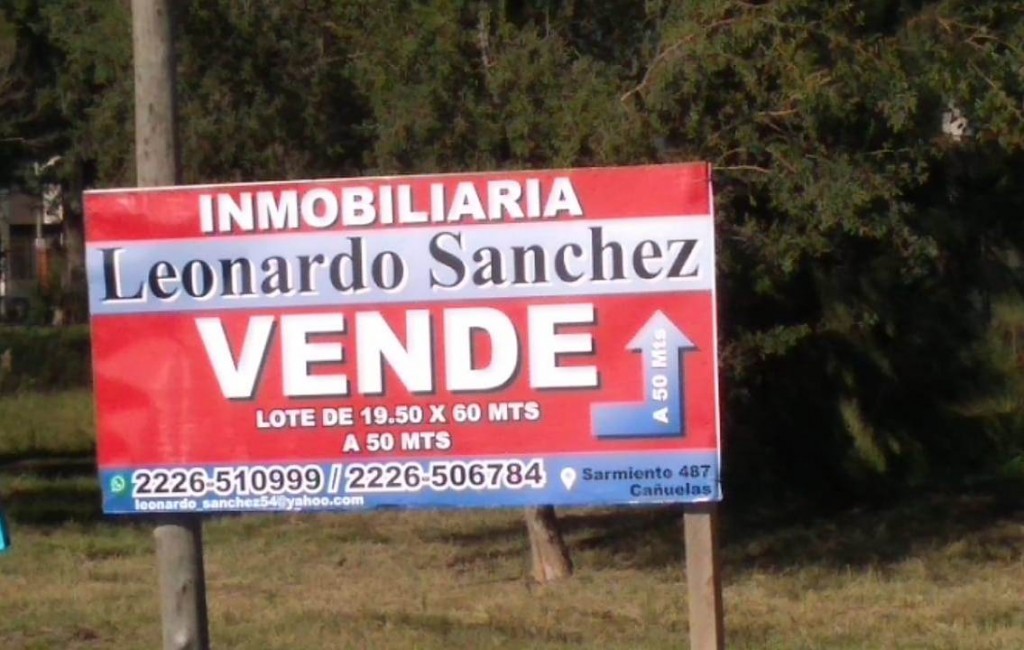 INMOBILIARIA
Leonardo Sanchez
VENDE
LOTE DE 19.50 X 60 MTS
A 50 MTS
A 50 Mts
2226-510999 / 2226-506784
leonardo_sanchez54@yahoo.com
Sarmiento 487
Cañuelas